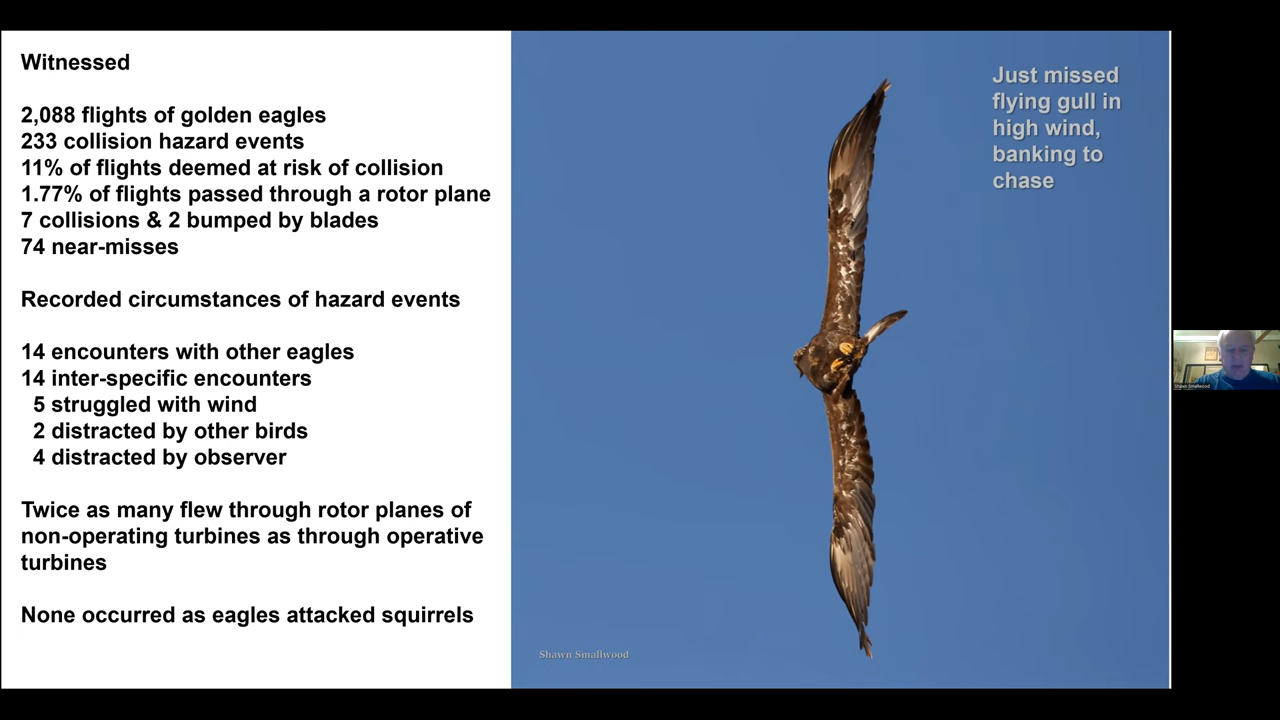 Witnessed
2,088 flights of golden eagles
233 collision hazard events
11% of flights deemed at risk of collision
1.77% of flights passed through a rotor plane
7 collisions & 2 bumped by blades
74 near-misses
Recorded circumstances of hazard events
14 encounters with other eagles
14 inter-specific encounters
5 struggled with wind
2 distracted by other birds
4 distracted by observer
Twice as many flew through rotor planes of
non-operating turbines as through operative
turbines
None occurred as eagles attacked squirrels
Just missed
flying gull in
high wind,
banking to
chase
Shawn Smallwood
Shawn Smallwood